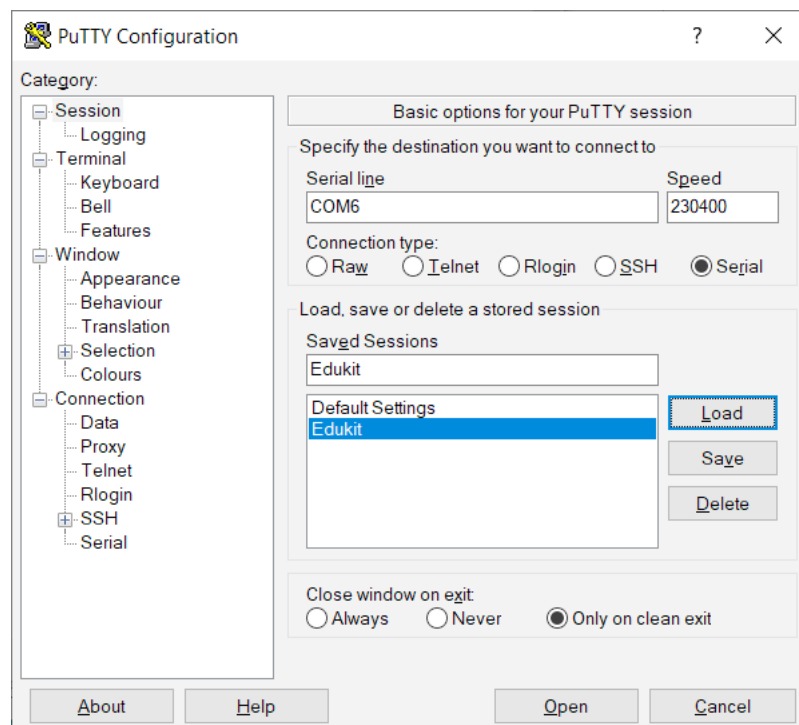 PuTTY Configuration
?
Category:
Session
Logging
Terminal
Keyboard
Bell
Features
Window
Appearance
Behaviour
Translation
Selection
Colours
Connection
Data
Proxy
Telnet
Rlogin
SSH
Serial
Basic options for your PuTTY session
Specify the destination you want to connect to
Serial line Speed
COM6 230400
Connection type:
Raw Telnet Rlogin SSH Serial
Load, save or delete a stored session
Saved Sessions
Edukit
Default Settings
Edukit
Load
Save
Delete
Close window on exit:
Always Never Only on clean exit
About Help Open Cancel